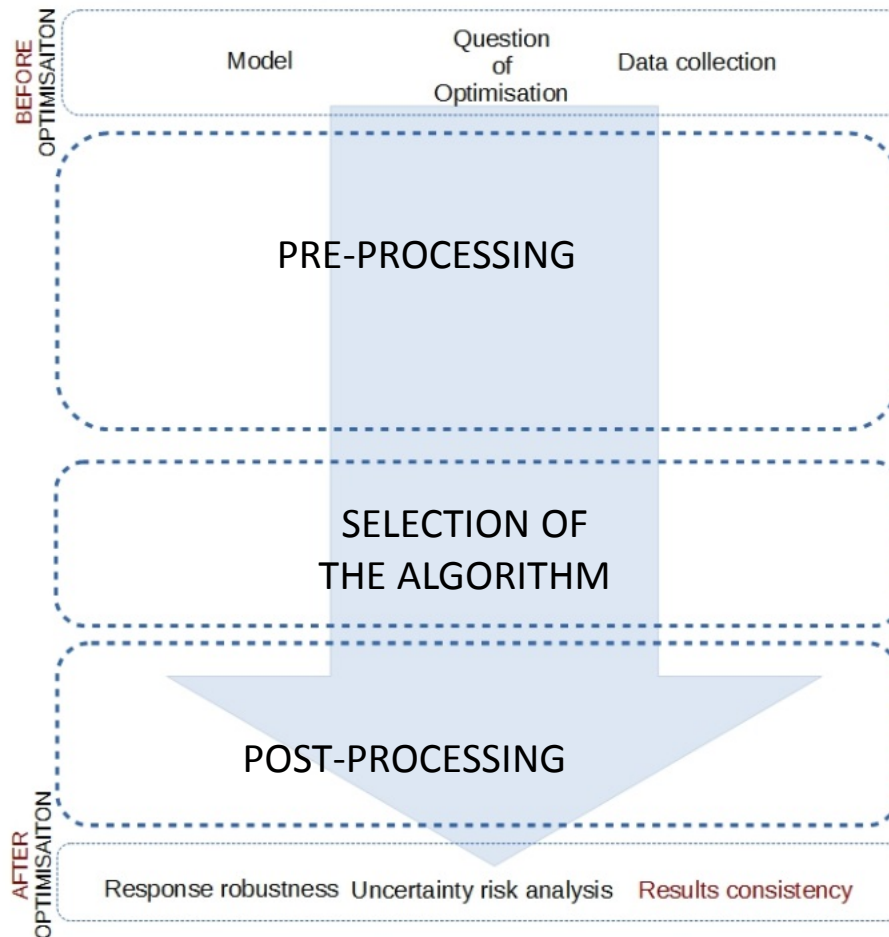 BEFORE
OPTIMISAITON
Model
Question
of
Optimisation
Data collection
PRE-PROCESSING
SELECTION OF
THE ALGORITHM
POST-PROCESSING
AFTER
OPTIMISAITON
Response robustness
Uncertainty risk analysis
Results consistency